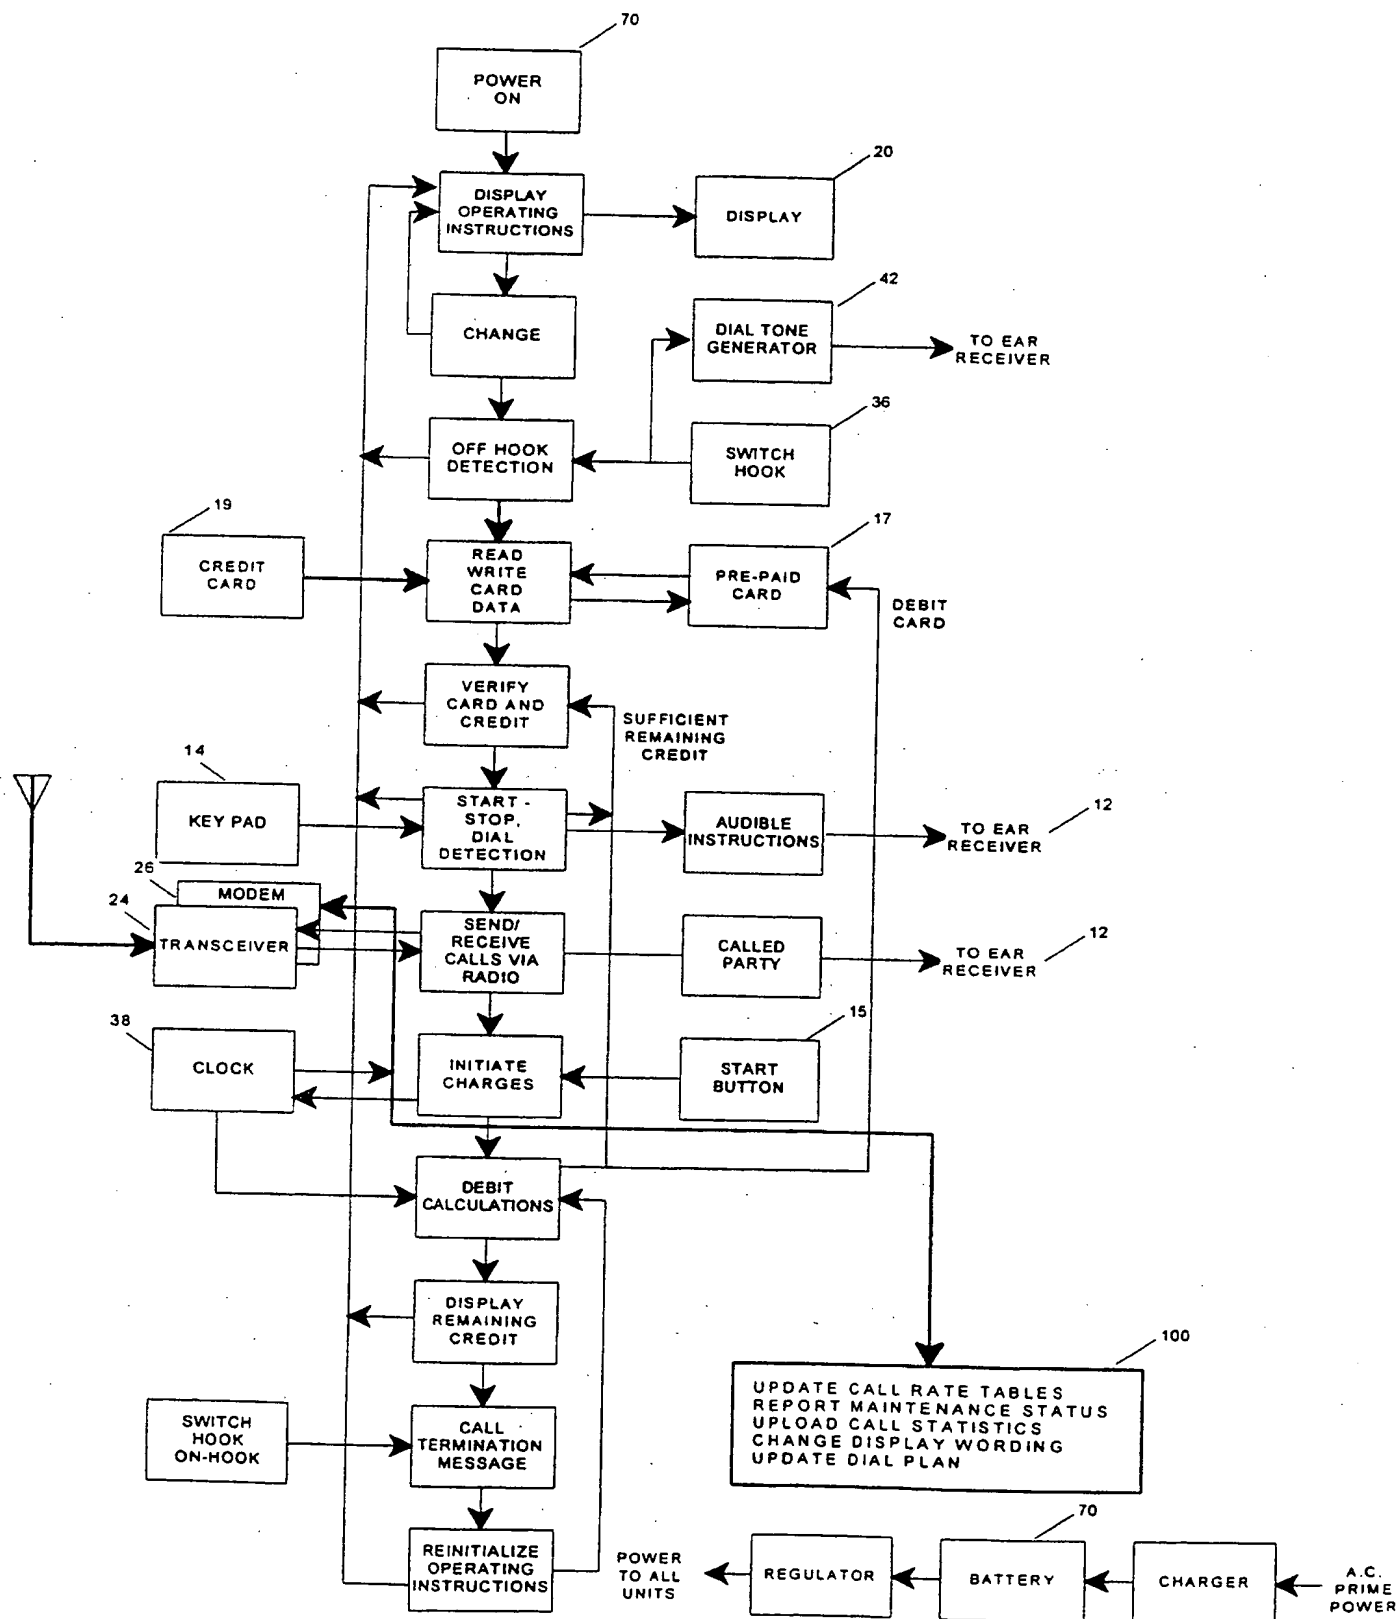 70
POWER
ON
20
DISPLAY
OPERATING
INSTRUCTIONS
DISPLAY
42
CHANGE
DIAL TONE
GENERATOR
TO EAR
RECEIVER
36
OFF HOOK
DETECTION
SWITCH
HOOK
19
17
CREDIT
CARD
READ
WRITE
CARD
DATA
PRE-PAID
CARD
DEBIT
CARD
VERIFY
CARD AND
CREDIT
SUFFICIENT
REMAINING
CREDIT
14
KEY PAD
START -
STOP,
DIAL
DETECTION
AUDIBLE
INSTRUCTIONS
TO EAR
RECEIVER
12
26
MODEM
24
TRANSCEIVER
SEND/
RECEIVE
CALLS VIA
RADIO
CALLED
PARTY
TO EAR
RECEIVER
12
38
15
CLOCK
INITIATE
CHARGES
START
BUTTON
DEBIT
CALCULATIONS
DISPLAY
REMAINING
CREDIT
100
UPDATE CALL RATE TABLES
REPORT MAINTENANCE STATUS
UPLOAD CALL STATISTICS
CHANGE DISPLAY WORDING
UPDATE DIAL PLAN
SWITCH
HOOK
ON-HOOK
CALL
TERMINATION
MESSAGE
70
REINITIALIZE
OPERATING
INSTRUCTIONS
POWER
TO ALL
UNITS
REGULATOR
BATTERY
CHARGER
A.C.
PRIME
POWER